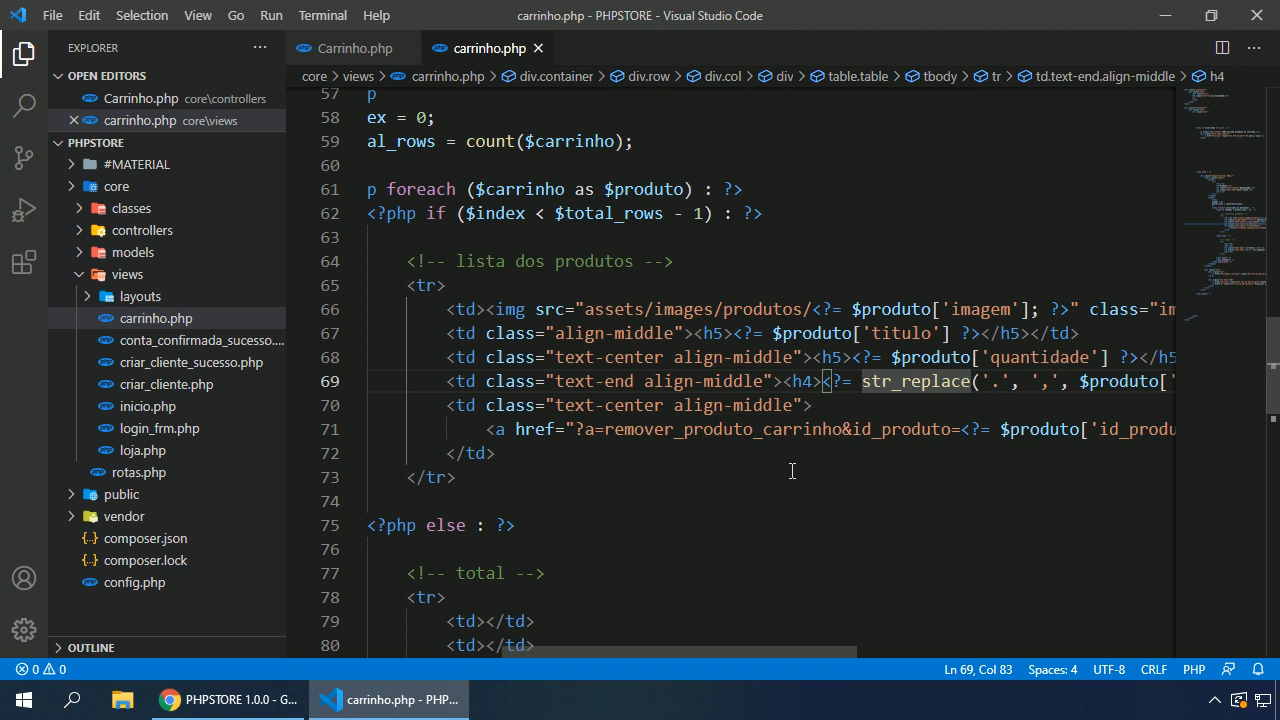 File Edit Selection View Go Run Terminal Help
carrinho.php - PHPSTORE - Visual Studio Code
EXPLORER
Carrinho.php
carrinho.php
OPEN EDITORS
Carrinho.php core\controllers
carrinho.php core\views
PHPSTORE
#MATERIAL
core
classes
controllers
models
views
layouts
carrinho.php
conta_confirmada_sucesso....
criar_cliente_sucesso.php
criar_cliente.php
inicio.php
login_frm.php
loja.php
rotas.php
public
vendor
composer.json
composer.lock
config.php
OUTLINE
core > views > carrinho.php > div.container > div.row > div.col > div > table.table > tbody > tr > td.text-end.align-middle > h4
57 p
58 ex = 0;
59 al_rows = count($carrinho);
60
61 p foreach ($carrinho as $produto) : ?>
62 <?php if ($index < $total_rows - 1) : ?>
63
64 <!-- lista dos produtos -->
65 <tr>
66 <td><img src="assets/images/produtos/<?= $produto['imagem']; ?>" class="im
67 <td class="align-middle"><h5><?= $produto['titulo'] ?></h5></td>
68 <td class="text-center align-middle"><h5><?= $produto['quantidade'] ?></h5
69 <td class="text-end align-middle"><h4><?= str_replace('.', ',', $produto['
70 <td class="text-center align-middle">
71 <a href="?a=remover_produto_carrinho&id_produto=<?= $produto['id_produ
72 </td>
73 </tr>
74
75 <?php else : ?>
76
77 <!-- total -->
78 <tr>
79 <td></td>
80 <td></td>
0 0
Ln 69, Col 83 Spaces: 4 UTF-8 CRLF PHP
PHPSTORE 1.0.0 - G...
carrinho.php - PHP...